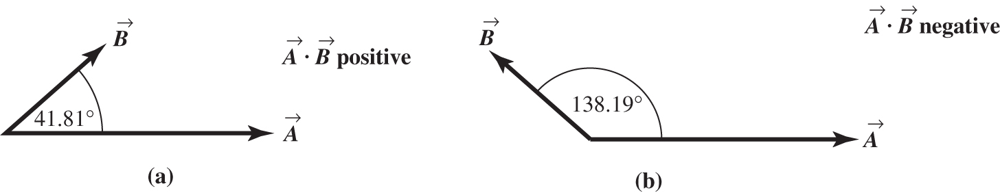 B⃗
A⃗ · B⃗ positive
41.81°
A⃗
(a)
B⃗
A⃗ · B⃗ negative
138.19°
A⃗
(b)